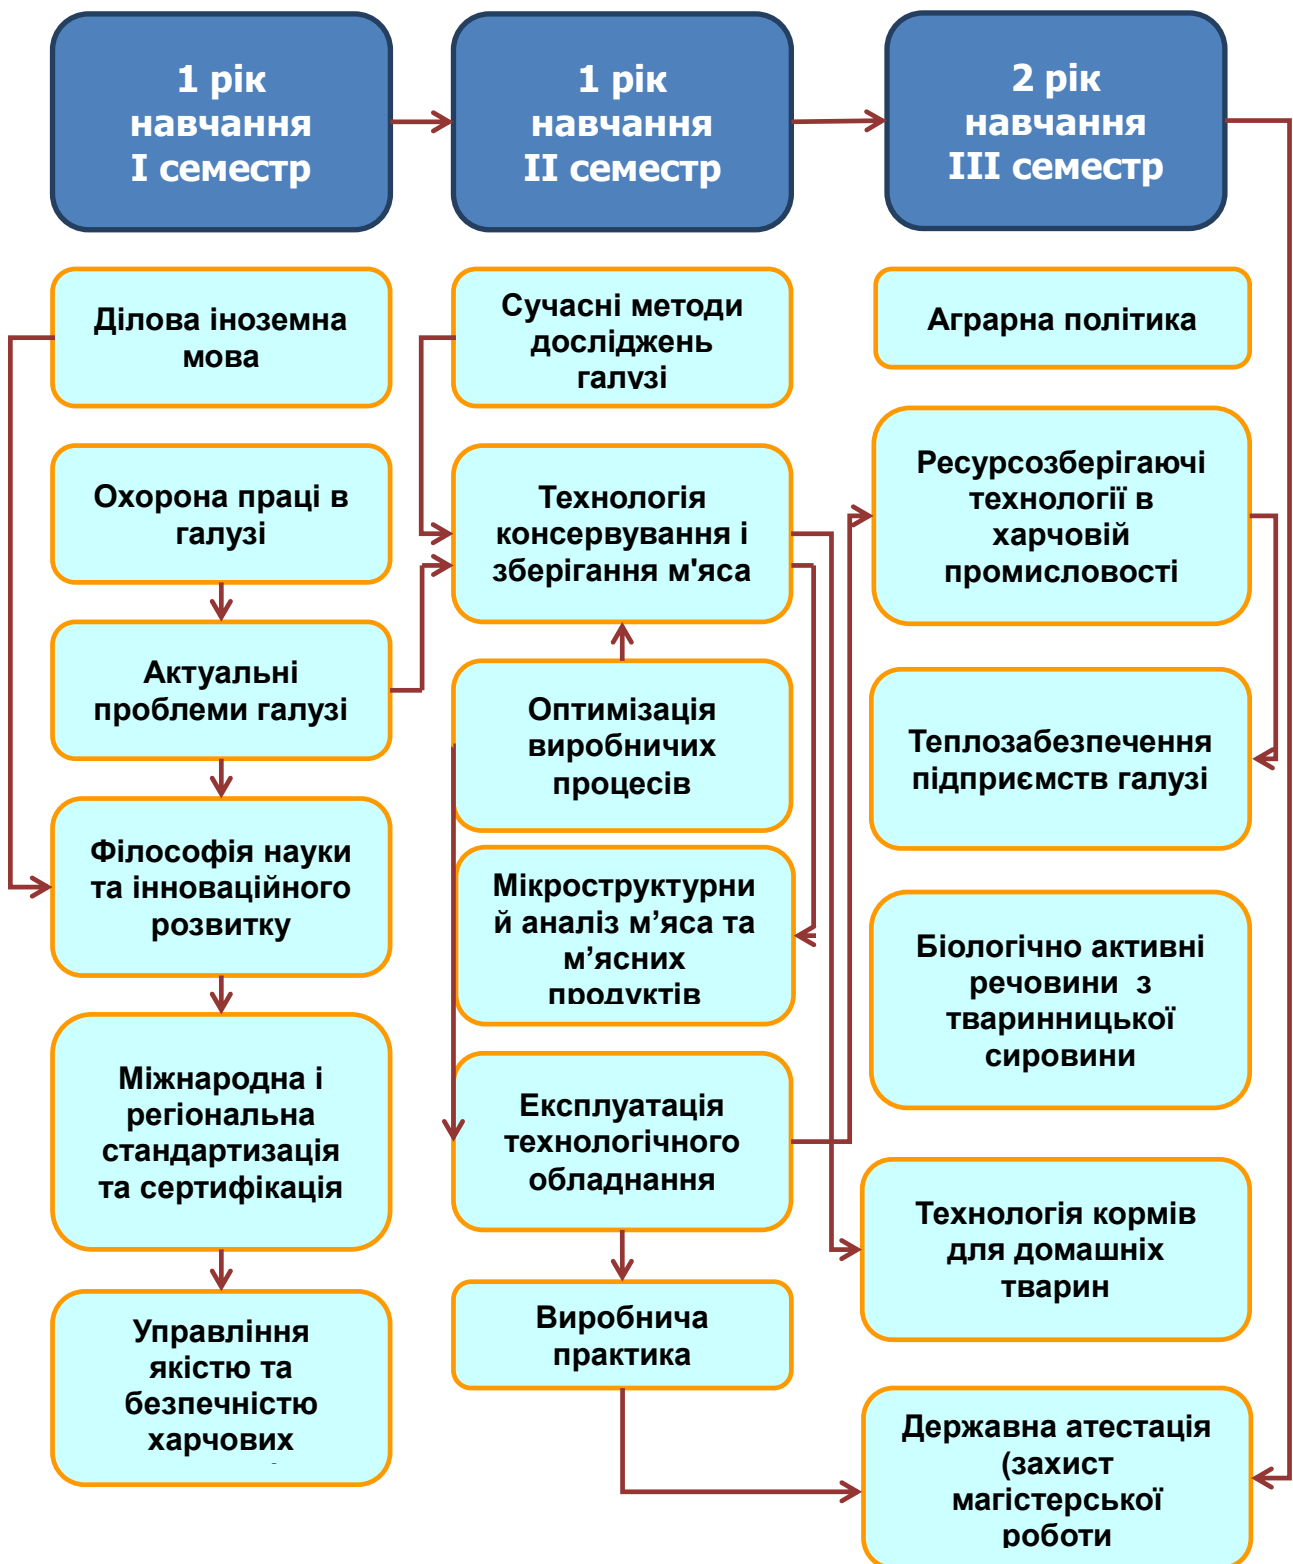 1 рік
навчання
І семестр
1 рік
навчання
ІІ семестр
2 рік
навчання
ІІІ семестр
Ділова іноземна
мова
Охорона праці в
галузі
Актуальні
проблеми галузі
Філософія науки
та інноваційного
розвитку
Міжнародна і
регіональна
стандартизація
та сертифікація
Управління
якістю та
безпечністю
харчових
Сучасні методи
досліджень
галузі
Технологія
консервування і
зберігання м'яса
Оптимізація
виробничих
процесів
Мікроструктурни
й аналіз м’яса та
м’ясних
продуктів
Експлуатація
технологічного
обладнання
Виробнича
практика
Аграрна політика
Ресурсозберігаючі
технології в
харчовій
промисловості
Теплозабезпечення
підприємств галузі
Біологічно активні
речовини з
тваринницької
сировини
Технологія кормів
для домашніх
тварин
Державна атестація
(захист
магістерської
роботи